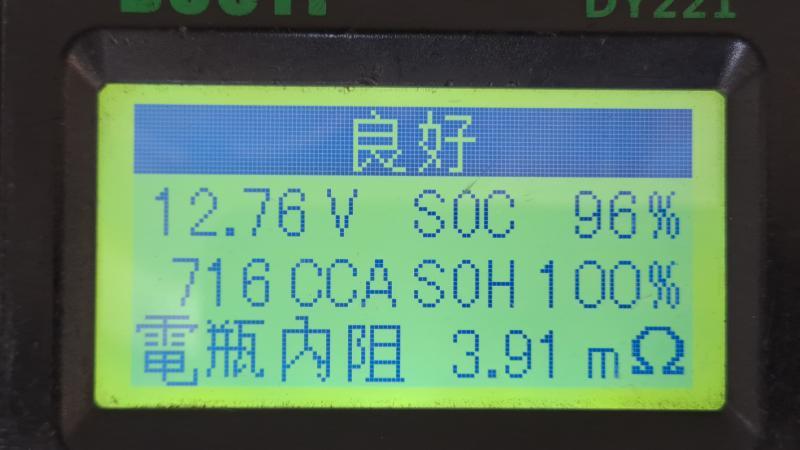 DY221
良好
12.76 V SOC 96%
716 CCA SOH 100%
電瓶內阻 3.91 mΩ